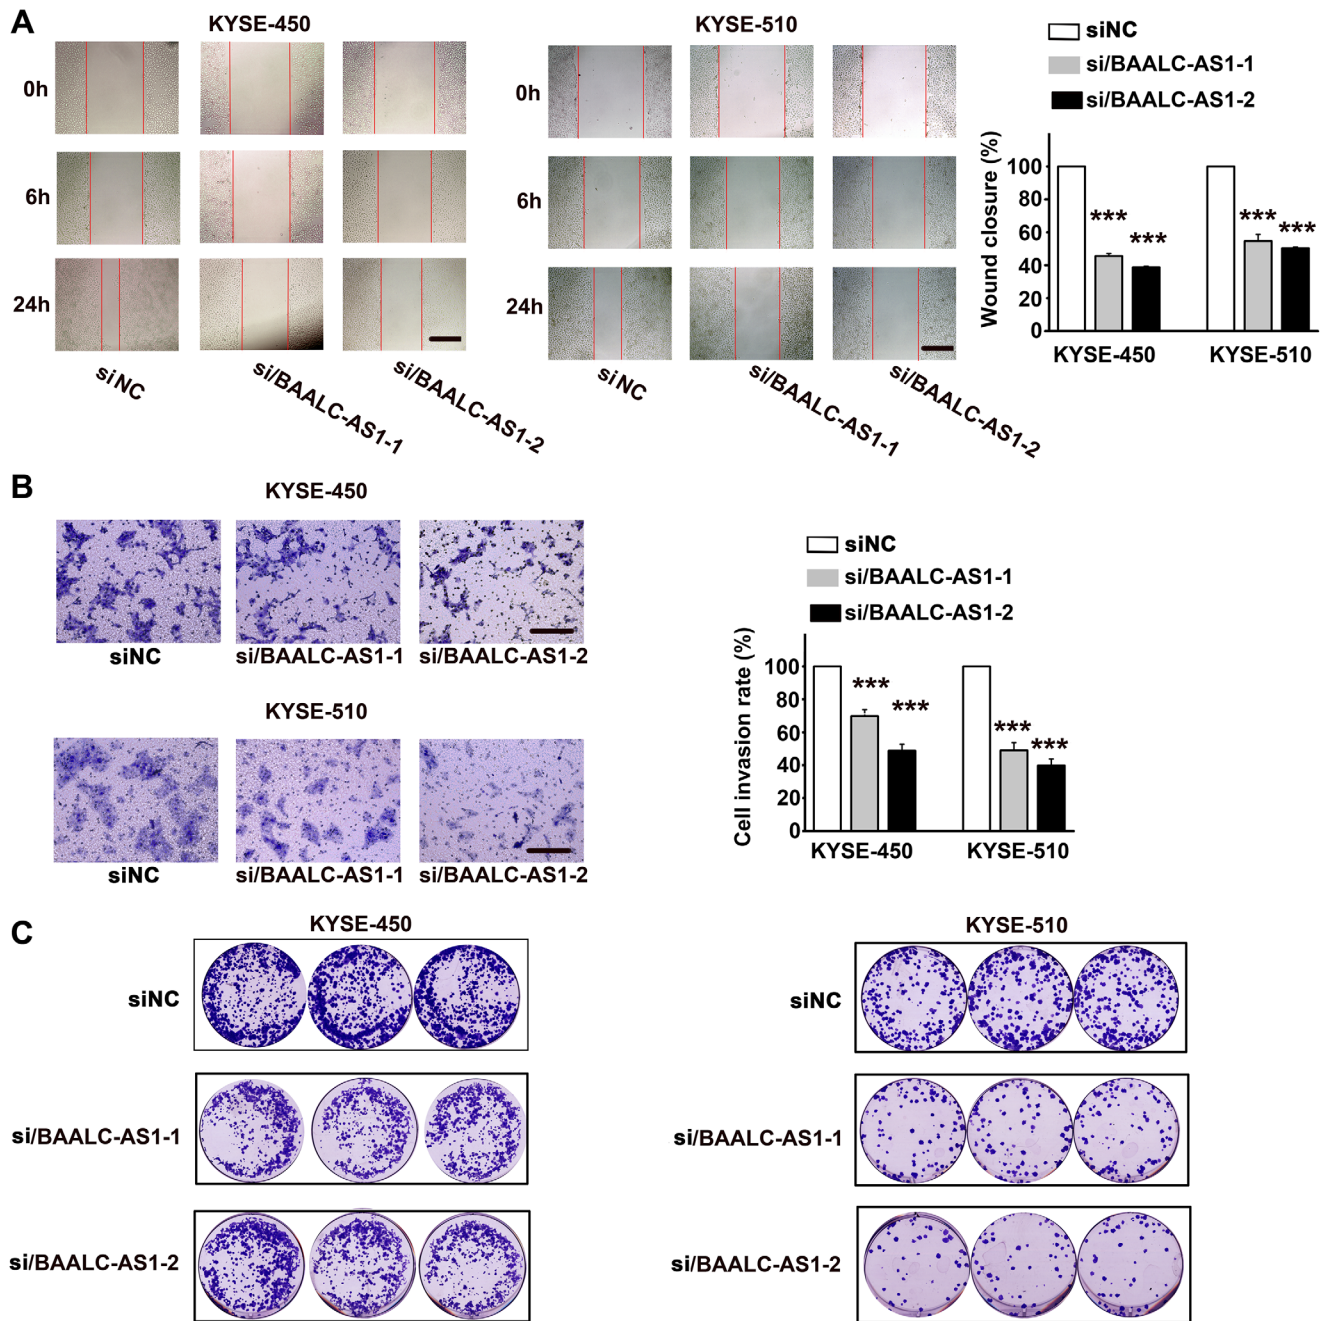 A
KYSE-450
KYSE-510
0h
6h
24h
0h
6h
24h
siNC
si/BAALC-AS1-1
si/BAALC-AS1-2
siNC
si/BAALC-AS1-1
si/BAALC-AS1-2
siNC
si/BAALC-AS1-1
si/BAALC-AS1-2
Wound closure (%)
100
80
60
40
20
0
***
***
***
***
KYSE-450
KYSE-510
B
KYSE-450
siNC
si/BAALC-AS1-1
si/BAALC-AS1-2
KYSE-510
siNC
si/BAALC-AS1-1
si/BAALC-AS1-2
siNC
si/BAALC-AS1-1
si/BAALC-AS1-2
Cell invasion rate (%)
100
80
60
40
20
0
***
***
***
***
KYSE-450
KYSE-510
C
KYSE-450
siNC
si/BAALC-AS1-1
si/BAALC-AS1-2
KYSE-510
siNC
si/BAALC-AS1-1
si/BAALC-AS1-2